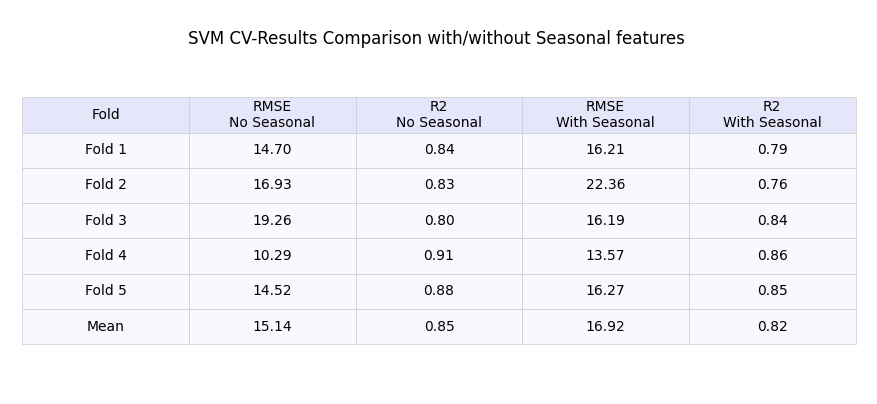 SVM CV-Results Comparison with/without Seasonal features
Fold RMSE No Seasonal R2 No Seasonal RMSE With Seasonal R2 With Seasonal
Fold 1 14.70 0.84 16.21 0.79
Fold 2 16.93 0.83 22.36 0.76
Fold 3 19.26 0.80 16.19 0.84
Fold 4 10.29 0.91 13.57 0.86
Fold 5 14.52 0.88 16.27 0.85
Mean 15.14 0.85 16.92 0.82